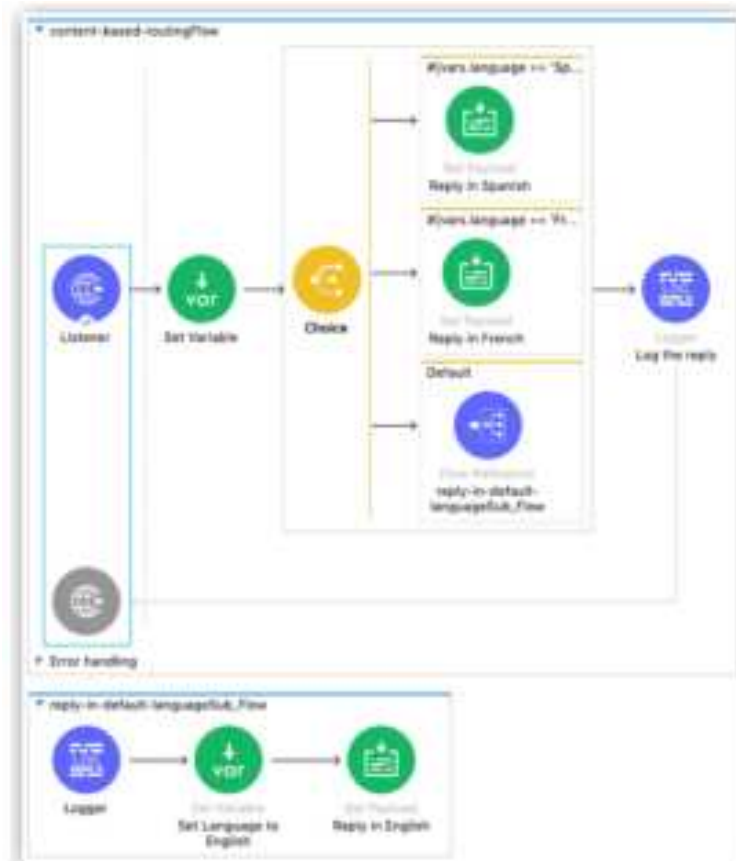 content-based-routingFlow
#[vars.language == 'Sp...
Set Payload
Reply in Spanish
#[vars.language == 'Fr...
Set Payload
Reply in French
Listener
var
Set Variable
Choice
Logger
Log the reply
Default
Flow Reference
reply-in-default-
languageSub_Flow
Error handling
reply-in-default-languageSub_Flow
Logger
var
Set Variable
Set Language to
English
Set Payload
Reply in English